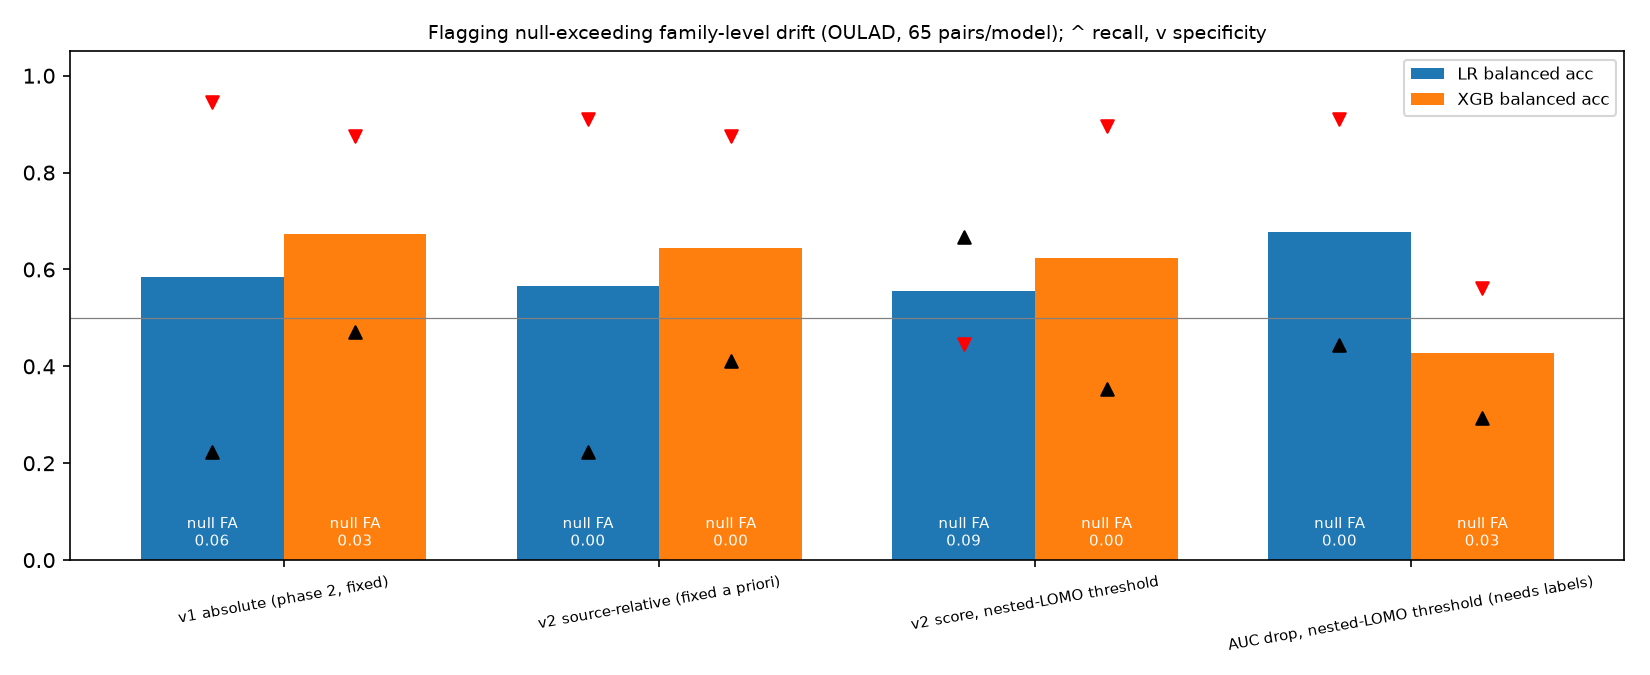 Flagging null-exceeding family-level drift (OULAD, 65 pairs/model); ^ recall, v specificity
LR balanced acc
XGB balanced acc
1.0
0.8
0.6
0.4
0.2
0.0
null FA
0.06
null FA
0.03
null FA
0.00
null FA
0.00
null FA
0.09
null FA
0.00
null FA
0.00
null FA
0.03
v1 absolute (phase 2, fixed)
v2 source-relative (fixed a priori)
v2 score, nested-LOMO threshold
AUC drop, nested-LOMO threshold (needs labels)